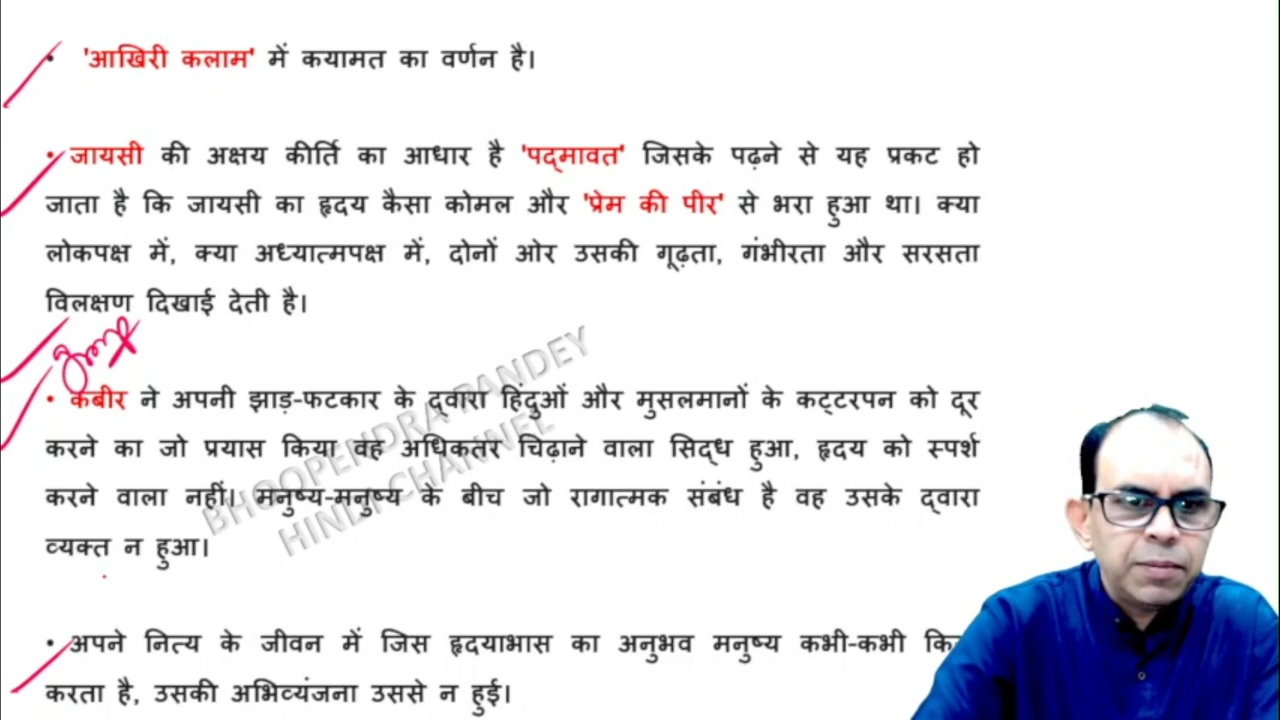 • 'आखिरी कलाम' में कयामत का वर्णन है।
• जायसी की अक्षय कीर्ति का आधार है 'पद्मावत' जिसके पढ़ने से यह प्रकट हो
जाता है कि जायसी का हृदय कैसा कोमल और 'प्रेम की पीर' से भरा हुआ था। क्या
लोकपक्ष में, क्या अध्यात्मपक्ष में, दोनों ओर उसकी गूढ़ता, गंभीरता और सरसता
विलक्षण दिखाई देती है।
• कबीर ने अपनी झाड़-फटकार के द्वारा हिंदुओं और मुसलमानों के कट्टरपन को दूर
करने का जो प्रयास किया वह अधिकतर चिढ़ाने वाला सिद्ध हुआ, हृदय को स्पर्श
करने वाला नहीं। मनुष्य-मनुष्य के बीच जो रागात्मक संबंध है वह उसके द्वारा
व्यक्त न हुआ।
• अपने नित्य के जीवन में जिस हृदयाभास का अनुभव मनुष्य कभी-कभी
करता है, उसकी अभिव्यंजना उससे न हुई।
BHOOPENDRA PANDEY
HINDI CHANNEL